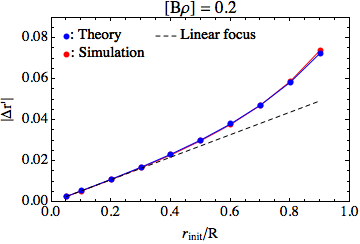 [Bρ] = 0.2
: Theory
: Simulation
Linear focus
|Δr'|
0.08
0.06
0.04
0.02
0.00
0.0 0.2 0.4 0.6 0.8 1.0
r_init/R